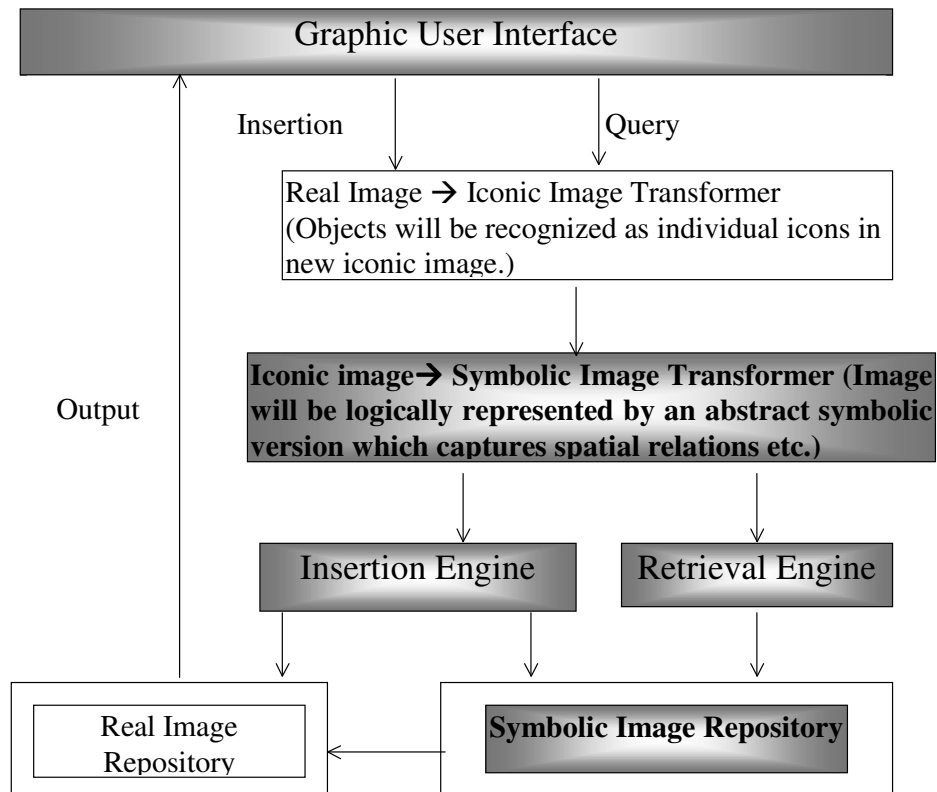 Graphic User Interface
Insertion
Query
Real Image → Iconic Image Transformer
(Objects will be recognized as individual icons in
new iconic image.)
Iconic image→ Symbolic Image Transformer (Image
will be logically represented by an abstract symbolic
version which captures spatial relations etc.)
Output
Insertion Engine
Retrieval Engine
Real Image
Repository
Symbolic Image Repository